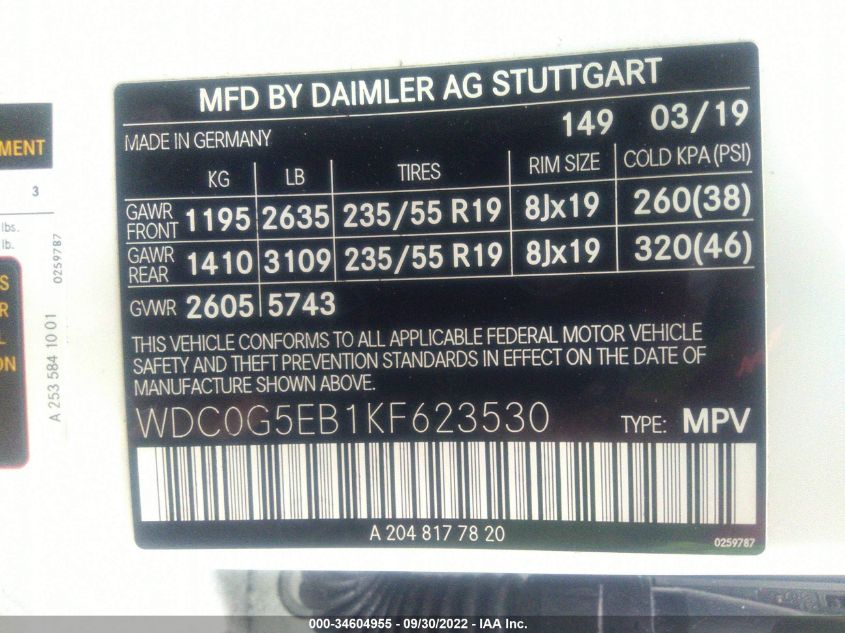 MFD BY DAIMLER AG STUTTGART
MADE IN GERMANY 149 03/19
KG LB TIRES RIM SIZE COLD KPA (PSI)
GAWR FRONT 1195 2635 235/55 R19 8Jx19 260(38)
GAWR REAR 1410 3109 235/55 R19 8Jx19 320(46)
GVWR 2605 5743
THIS VEHICLE CONFORMS TO ALL APPLICABLE FEDERAL MOTOR VEHICLE
SAFETY AND THEFT PREVENTION STANDARDS IN EFFECT ON THE DATE OF
MANUFACTURE SHOWN ABOVE.
WDC0G5EB1KF623530 TYPE: MPV
A 204 817 78 20
0259787
MENT
3
lbs.
lb.
S
R
L
ON
A 253 584 10 01
0259787
000-34604955 - 09/30/2022 - IAA Inc.